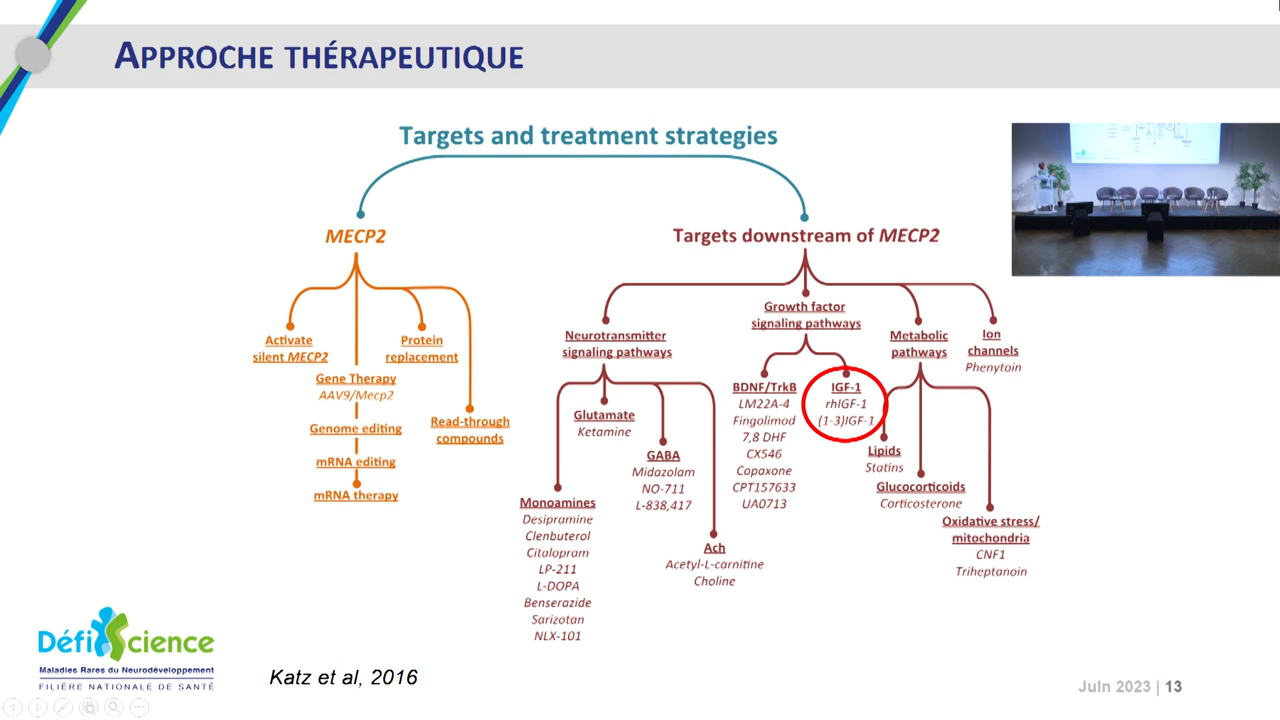 APPROCHE THÉRAPEUTIQUE
Targets and treatment strategies
MECP2
Targets downstream of MECP2
Activate
silent MECP2
Gene Therapy
AAV9/Mecp2
Genome editing
mRNA editing
mRNA therapy
Protein
replacement
Read-through
compounds
Neurotransmitter
signaling pathways
Monoamines
Desipramine
Clenbuterol
Citalopram
LP-211
L-DOPA
Benserazide
Sarizotan
NLX-101
Glutamate
Ketamine
GABA
Midazolam
NO-711
L-838,417
Ach
Acetyl-L-carnitine
Choline
Growth factor
signaling pathways
BDNF/TrkB
LM22A-4
Fingolimod
7,8 DHF
CX546
Copaxone
CPT157633
UA0713
IGF-1
rhIGF-1
(1-3)IGF-1
Metabolic
pathways
Lipids
Statins
Glucocorticoids
Corticosterone
Oxidative stress/
mitochondria
CNF1
Triheptanoin
Ion
channels
Phenytoin
DéfiScience
Maladies Rares du Neurodéveloppement
FILIÈRE NATIONALE DE SANTÉ
Katz et al, 2016
Juin 2023 | 13